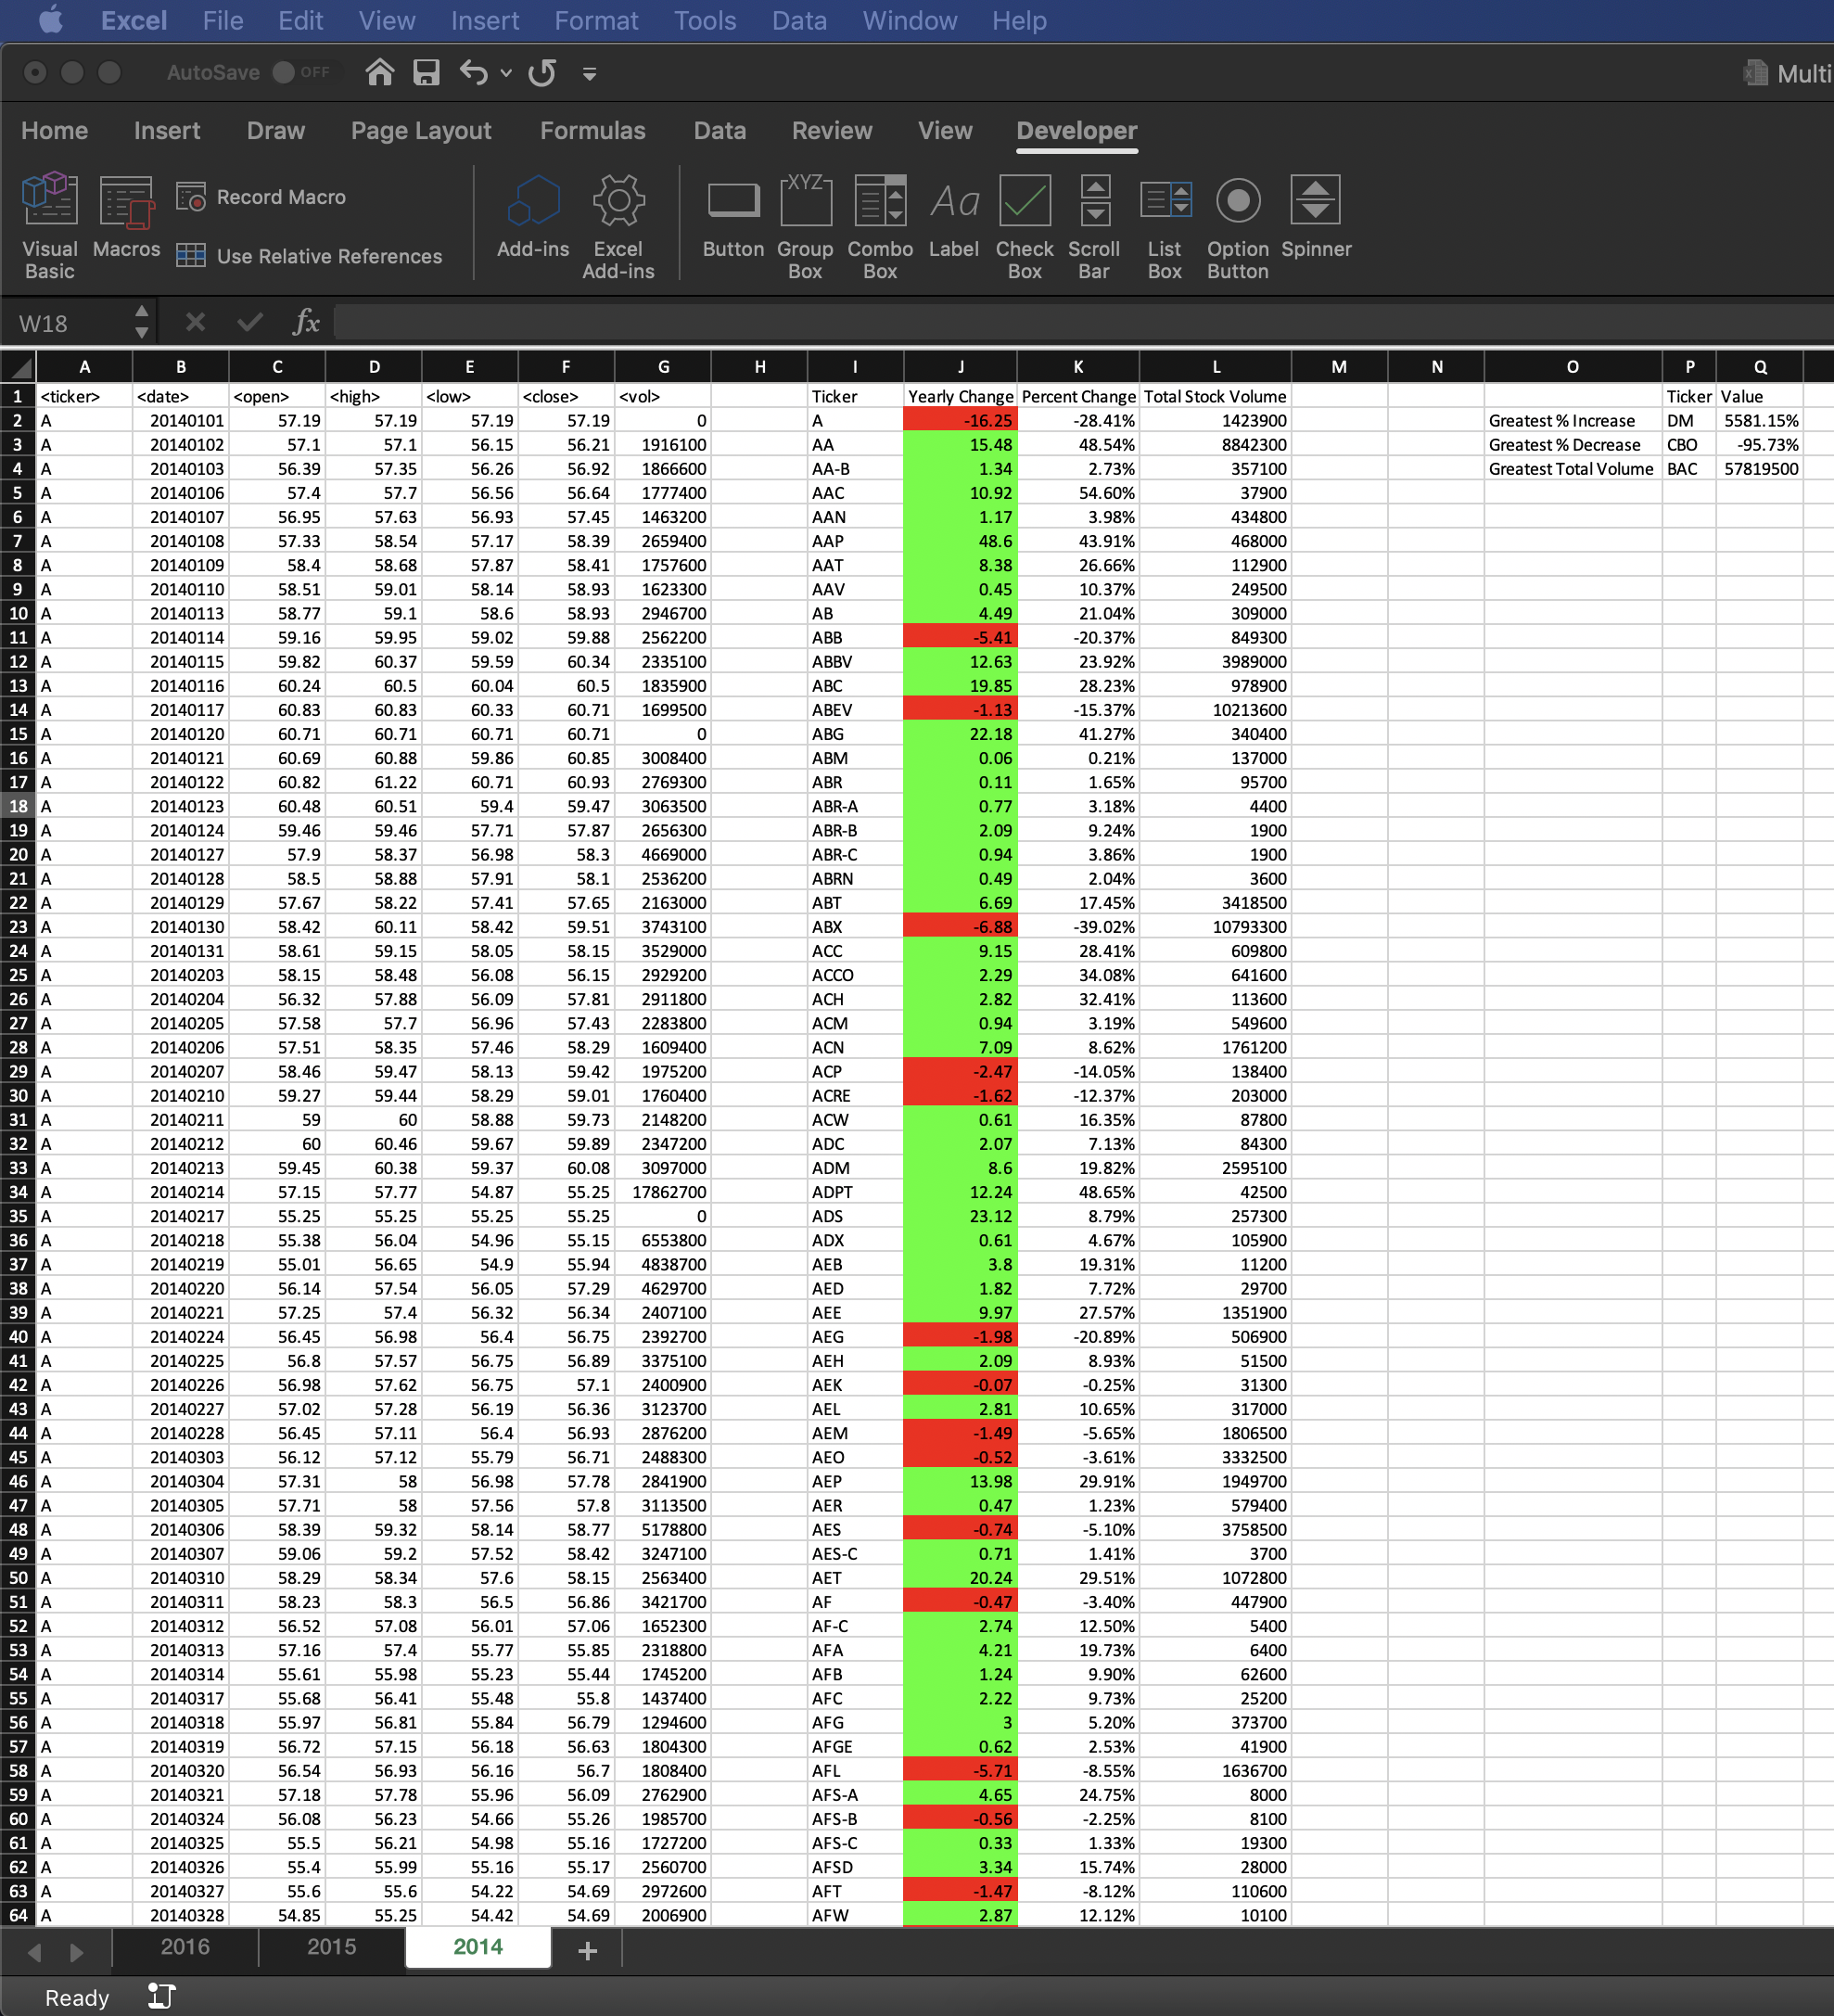 Excel File Edit View Insert Format Tools Data Window Help
AutoSave OFF Multi
Home Insert Draw Page Layout Formulas Data Review View Developer
Visual Basic Macros Record Macro Use Relative References Add-ins Excel Add-ins Button XYZ Group Box Combo Box Aa Label Check Box Scroll Bar List Box Option Button Spinner
W18 fx
A B C D E F G H I J K L M N O P Q
1 <ticker> <date> <open> <high> <low> <close> <vol> Ticker Yearly Change Percent Change Total Stock Volume Ticker Value
2 A 20140101 57.19 57.19 57.19 57.19 0 A -16.25 -28.41% 1423900 Greatest % Increase DM 5581.15%
3 A 20140102 57.1 57.1 56.15 56.21 1916100 AA 15.48 48.54% 8842300 Greatest % Decrease CBO -95.73%
4 A 20140103 56.39 57.35 56.26 56.92 1866600 AA-B 1.34 2.73% 357100 Greatest Total Volume BAC 57819500
5 A 20140106 57.4 57.7 56.56 56.64 1777400 AAC 10.92 54.60% 37900
6 A 20140107 56.95 57.63 56.93 57.45 1463200 AAN 1.17 3.98% 434800
7 A 20140108 57.33 58.54 57.17 58.39 2659400 AAP 48.6 43.91% 468000
8 A 20140109 58.4 58.68 57.87 58.41 1757600 AAT 8.38 26.66% 112900
9 A 20140110 58.51 59.01 58.14 58.93 1623300 AAV 0.45 10.37% 249500
10 A 20140113 58.77 59.1 58.6 58.93 2946700 AB 4.49 21.04% 309000
11 A 20140114 59.16 59.95 59.02 59.88 2562200 ABB -5.41 -20.37% 849300
12 A 20140115 59.82 60.37 59.59 60.34 2335100 ABBV 12.63 23.92% 3989000
13 A 20140116 60.24 60.5 60.04 60.5 1835900 ABC 19.85 28.23% 978900
14 A 20140117 60.83 60.83 60.33 60.71 1699500 ABEV -1.13 -15.37% 10213600
15 A 20140120 60.71 60.71 60.71 60.71 0 ABG 22.18 41.27% 340400
16 A 20140121 60.69 60.88 59.86 60.85 3008400 ABM 0.06 0.21% 137000
17 A 20140122 60.82 61.22 60.71 60.93 2769300 ABR 0.11 1.65% 95700
18 A 20140123 60.48 60.51 59.4 59.47 3063500 ABR-A 0.77 3.18% 4400
19 A 20140124 59.46 59.46 57.71 57.87 2656300 ABR-B 2.09 9.24% 1900
20 A 20140127 57.9 58.37 56.98 58.3 4669000 ABR-C 0.94 3.86% 1900
21 A 20140128 58.5 58.88 57.91 58.1 2536200 ABRN 0.49 2.04% 3600
22 A 20140129 57.67 58.22 57.41 57.65 2163000 ABT 6.69 17.45% 3418500
23 A 20140130 58.42 60.11 58.42 59.51 3743100 ABX -6.88 -39.02% 10793300
24 A 20140131 58.61 59.15 58.05 58.15 3529000 ACC 9.15 28.41% 609800
25 A 20140203 58.15 58.48 56.08 56.15 2929200 ACCO 2.29 34.08% 641600
26 A 20140204 56.32 57.88 56.09 57.81 2911800 ACH 2.82 32.41% 113600
27 A 20140205 57.58 57.7 56.96 57.43 2283800 ACM 0.94 3.19% 549600
28 A 20140206 57.51 58.35 57.46 58.29 1609400 ACN 7.09 8.62% 1761200
29 A 20140207 58.46 59.47 58.13 59.42 1975200 ACP -2.47 -14.05% 138400
30 A 20140210 59.27 59.44 58.29 59.01 1760400 ACRE -1.62 -12.37% 203000
31 A 20140211 59 60 58.88 59.73 2148200 ACW 0.61 16.35% 87800
32 A 20140212 60 60.46 59.67 59.89 2347200 ADC 2.07 7.13% 84300
33 A 20140213 59.45 60.38 59.37 60.08 3097000 ADM 8.6 19.82% 2595100
34 A 20140214 57.15 57.77 54.87 55.25 17862700 ADPT 12.24 48.65% 42500
35 A 20140217 55.25 55.25 55.25 55.25 0 ADS 23.12 8.79% 257300
36 A 20140218 55.38 56.04 54.96 55.15 6553800 ADX 0.61 4.67% 105900
37 A 20140219 55.01 56.65 54.9 55.94 4838700 AEB 3.8 19.31% 11200
38 A 20140220 56.14 57.54 56.05 57.29 4629700 AED 1.82 7.72% 29700
39 A 20140221 57.25 57.4 56.32 56.34 2407100 AEE 9.97 27.57% 1351900
40 A 20140224 56.45 56.98 56.4 56.75 2392700 AEG -1.98 -20.89% 506900
41 A 20140225 56.8 57.57 56.75 56.89 3375100 AEH 2.09 8.93% 51500
42 A 20140226 56.98 57.62 56.75 57.1 2400900 AEK -0.07 -0.25% 31300
43 A 20140227 57.02 57.28 56.19 56.36 3123700 AEL 2.81 10.65% 317000
44 A 20140228 56.45 57.11 56.4 56.93 2876200 AEM -1.49 -5.65% 1806500
45 A 20140303 56.12 57.12 55.79 56.71 2488300 AEO -0.52 -3.61% 3332500
46 A 20140304 57.31 58 56.98 57.78 2841900 AEP 13.98 29.91% 1949700
47 A 20140305 57.71 58 57.56 57.8 3113500 AER 0.47 1.23% 579400
48 A 20140306 58.39 59.32 58.14 58.77 5178800 AES -0.74 -5.10% 3758500
49 A 20140307 59.06 59.2 57.52 58.42 3247100 AES-C 0.71 1.41% 3700
50 A 20140310 58.29 58.34 57.6 58.15 2563400 AET 20.24 29.51% 1072800
51 A 20140311 58.23 58.3 56.5 56.86 3421700 AF -0.47 -3.40% 447900
52 A 20140312 56.52 57.08 56.01 57.06 1652300 AF-C 2.74 12.50% 5400
53 A 20140313 57.16 57.4 55.77 55.85 2318800 AFA 4.21 19.73% 6400
54 A 20140314 55.61 55.98 55.23 55.44 1745200 AFB 1.24 9.90% 62600
55 A 20140317 55.68 56.41 55.48 55.8 1437400 AFC 2.22 9.73% 25200
56 A 20140318 55.97 56.81 55.84 56.79 1294600 AFG 3 5.20% 373700
57 A 20140319 56.72 57.15 56.18 56.63 1804300 AFGE 0.62 2.53% 41900
58 A 20140320 56.54 56.93 56.16 56.7 1808400 AFL -5.71 -8.55% 1636700
59 A 20140321 57.18 57.78 55.96 56.09 2762900 AFS-A 4.65 24.75% 8000
60 A 20140324 56.08 56.23 54.66 55.26 1985700 AFS-B -0.56 -2.25% 8100
61 A 20140325 55.5 56.21 54.98 55.16 1727200 AFS-C 0.33 1.33% 19300
62 A 20140326 55.4 55.99 55.16 55.17 2560700 AFSD 3.34 15.74% 28000
63 A 20140327 55.6 55.6 54.22 54.69 2972600 AFT -1.47 -8.12% 110600
64 A 20140328 54.85 55.25 54.42 54.69 2006900 AFW 2.87 12.12% 10100
2016 2015 2014 +
Ready